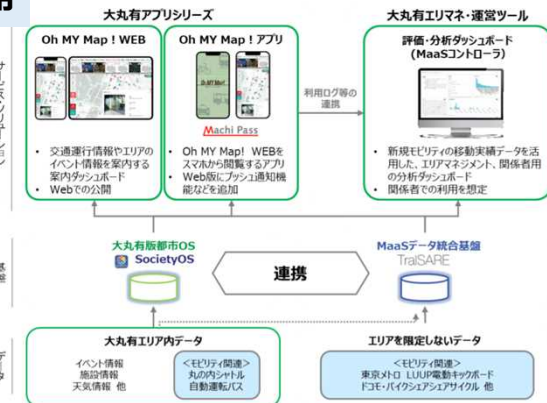 市
大丸有アプリシリーズ
大丸有エリマネ・運営ツール
Oh MY Map！WEB
・ 交通運行情報やエリアの
イベント情報を案内する
案内ダッシュボード
・ Webでの公開
Oh MY Map！アプリ
Machi Pass
・ Oh MY Map！WEBを
スマホから閲覧するアプリ
・ Web版にプッシュ通知機
能などを追加
利用ログ等の
連携
評価・分析ダッシュボード
(MaaSコントローラ)
・ 新規モビリティの移動実績データを活
用した、エリアマネジメント、関係者用
の分析ダッシュボード
・ 関係者での利用を想定
大丸有版都市OS
SocietyOS
連携
MaaSデータ統合基盤
TraISARE
基盤
データ
大丸有エリア内データ
イベント情報
施設情報
天気情報 他
＜モビリティ関連＞
丸の内シャトル
自動運転バス
エリアを限定しないデータ
＜モビリティ関連＞
東京メトロ LUUP電動キックボード
ドコモ・バイクシェアシェアサイクル 他